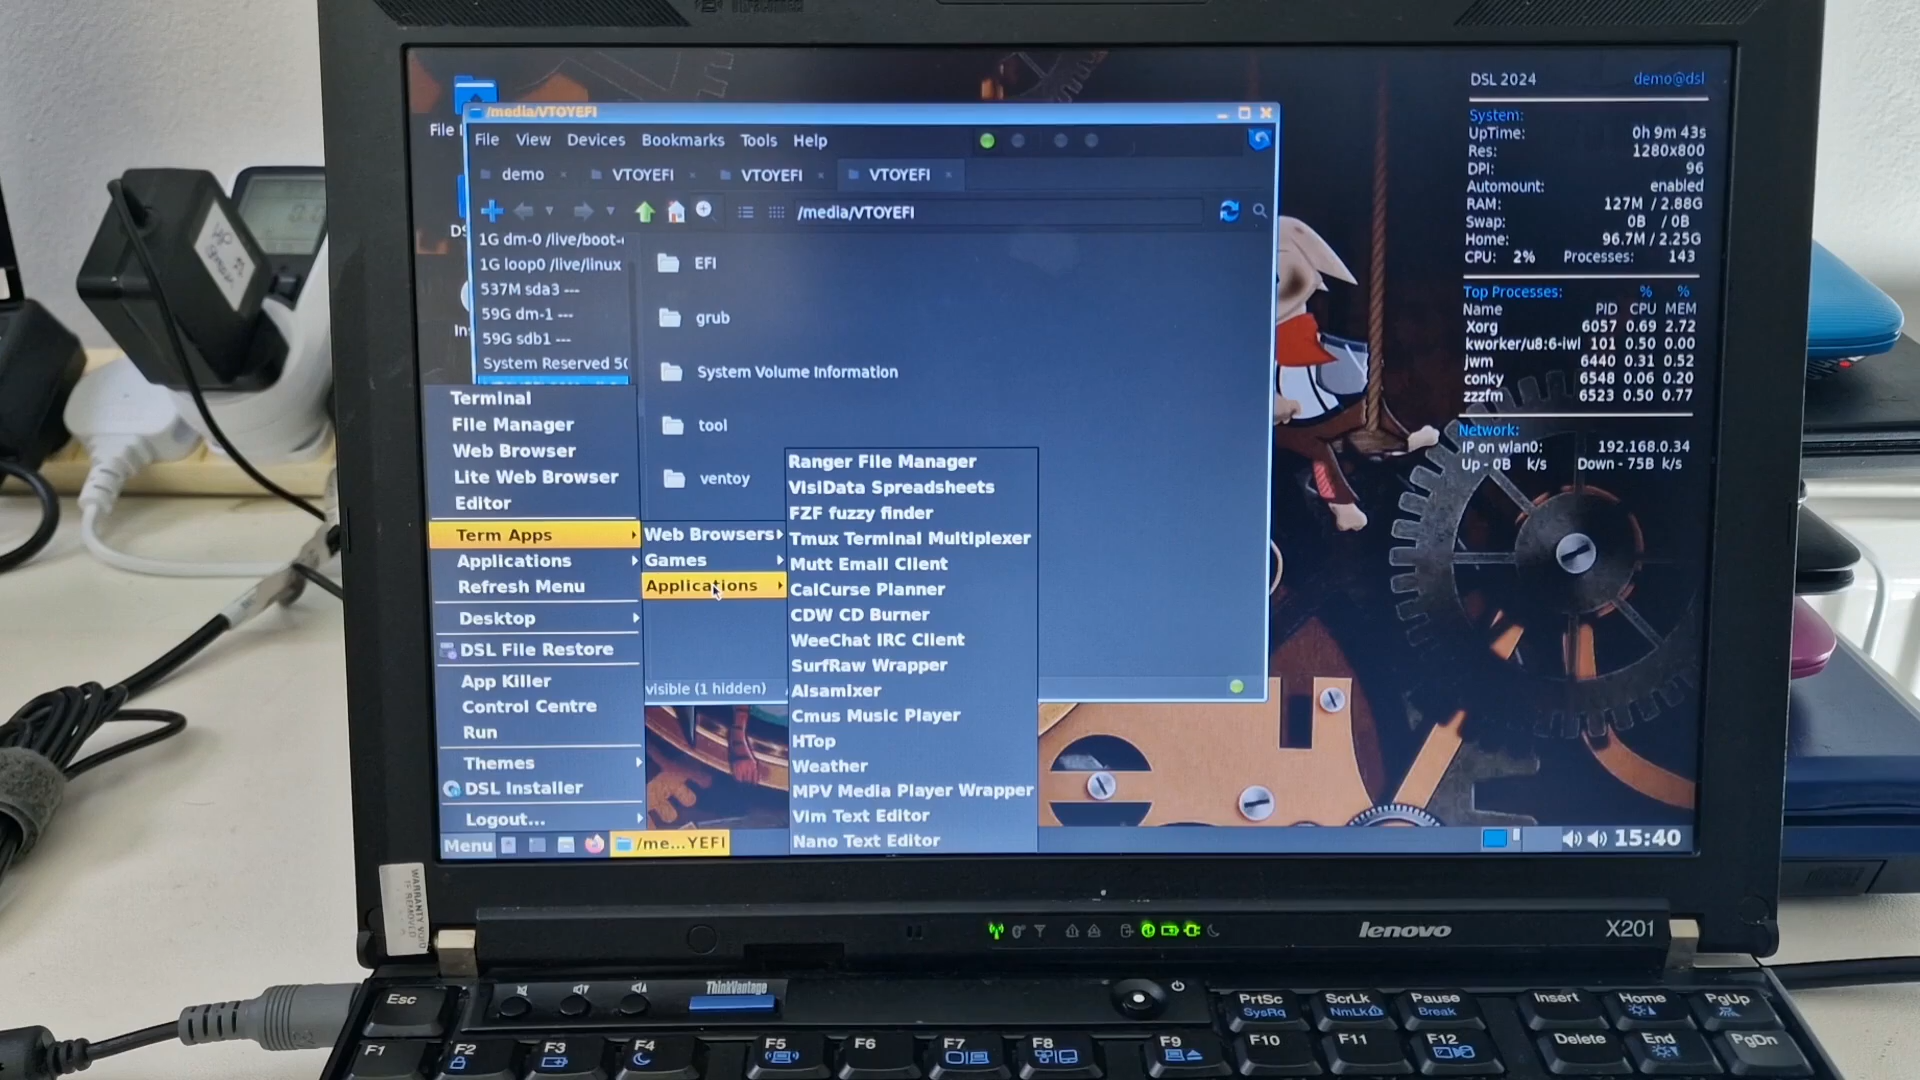 /media/VTOYEFI
File View Devices Bookmarks Tools Help
demo VTOYEFI VTOYEFI VTOYEFI
/media/VTOYEFI
1G dm-0 /live/boot-
1G loop0 /live/linux
537M sda3 ---
59G dm-1 ---
59G sdb1 ---
System Reserved 50
EFI
grub
System Volume Information
tool
ventoy
visible (1 hidden)
Terminal
File Manager
Web Browser
Lite Web Browser
Editor
Term Apps
Applications
Refresh Menu
Desktop
DSL File Restore
App Killer
Control Centre
Run
Themes
DSL Installer
Logout...
Web Browsers
Games
Applications
Ranger File Manager
VisiData Spreadsheets
FZF fuzzy finder
Tmux Terminal Multiplexer
Mutt Email Client
CalCurse Planner
CDW CD Burner
WeeChat IRC Client
SurfRaw Wrapper
Alsamixer
Cmus Music Player
HTop
Weather
MPV Media Player Wrapper
Vim Text Editor
Nano Text Editor
Menu /me...YEFI 15:40
DSL 2024 demo@dsl
System:
UpTime: 0h 9m 43s
Res: 1280x800
DPI: 96
Automount: enabled
RAM: 127M / 2.88G
Swap: 0B / 0B
Home: 96.7M / 2.25G
CPU: 2% Processes: 143
Top Processes: % %
Name PID CPU MEM
Xorg 6057 0.69 2.72
kworker/u8:6-iwl 101 0.50 0.00
jwm 6440 0.31 0.52
conky 6548 0.06 0.20
zzzfm 6523 0.50 0.77
Network:
IP on wlan0: 192.168.0.34
Up - 0B k/s Down - 75B k/s
WARRANTY VOID
IF REMOVED
lenovo X201
ThinkVantage
Esc PrtSc SysRq ScrLk NmLk Pause Break Insert Home PgUp
F1 F2 F3 F4 F5 F6 F7 F8 F9 F10 F11 F12 Delete End PgDn